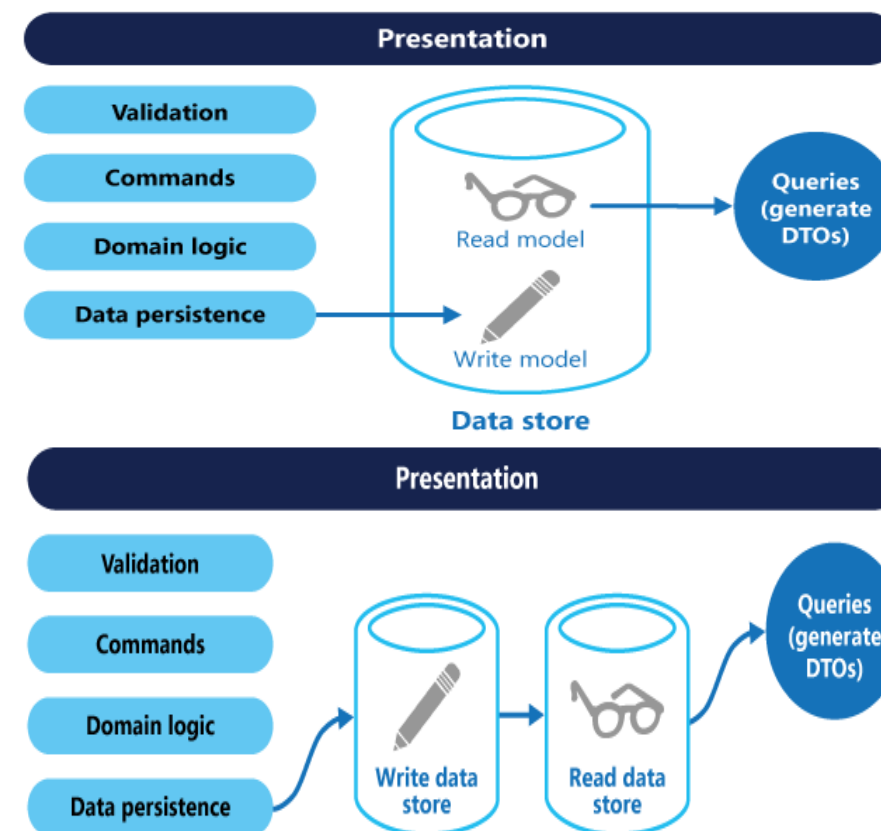 Presentation
Validation
Commands
Domain logic
Data persistence
Read model
Write model
Data store
Queries
(generate
DTOs)
Presentation
Validation
Commands
Domain logic
Data persistence
Write data
store
Read data
store
Queries
(generate
DTOs)